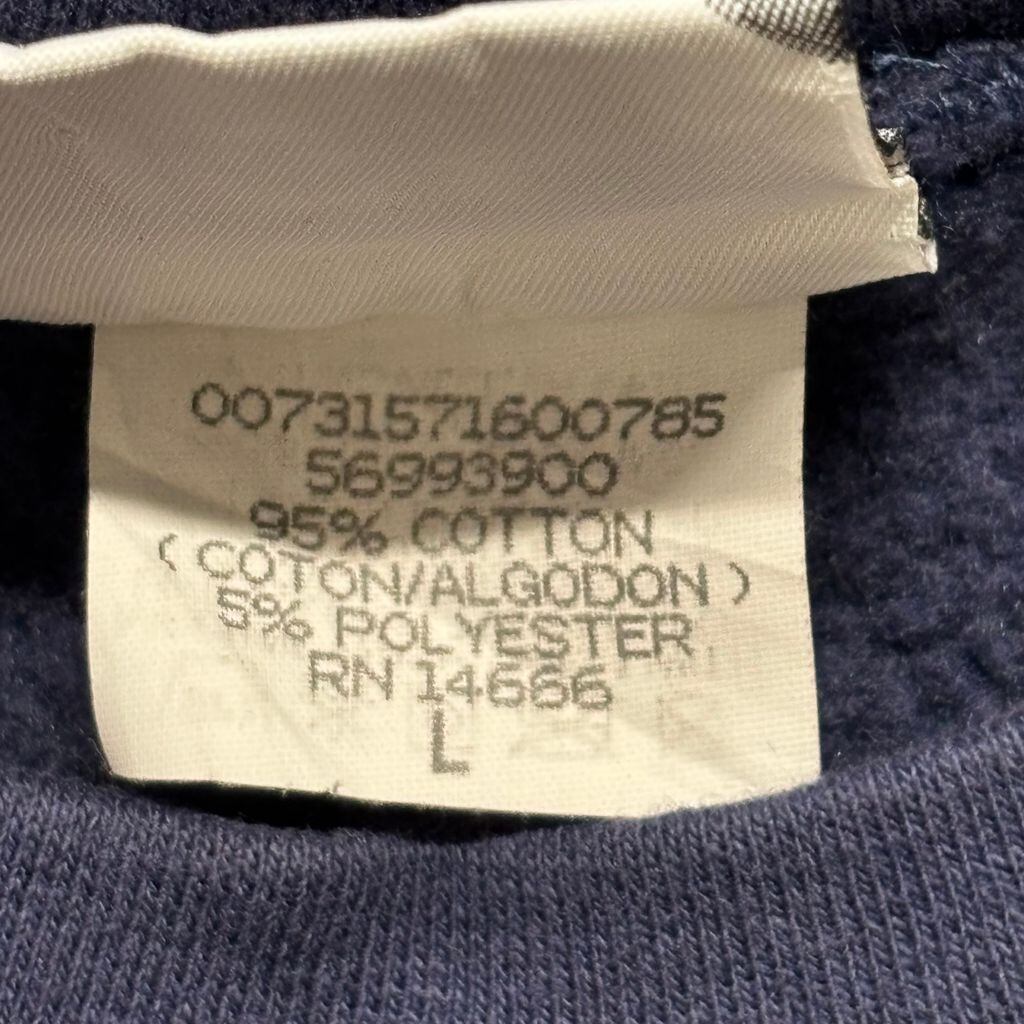 00731571600785
56993900
95% COTTON
( COTON/ALGODON )
5% POLYESTER
RN 14666
L